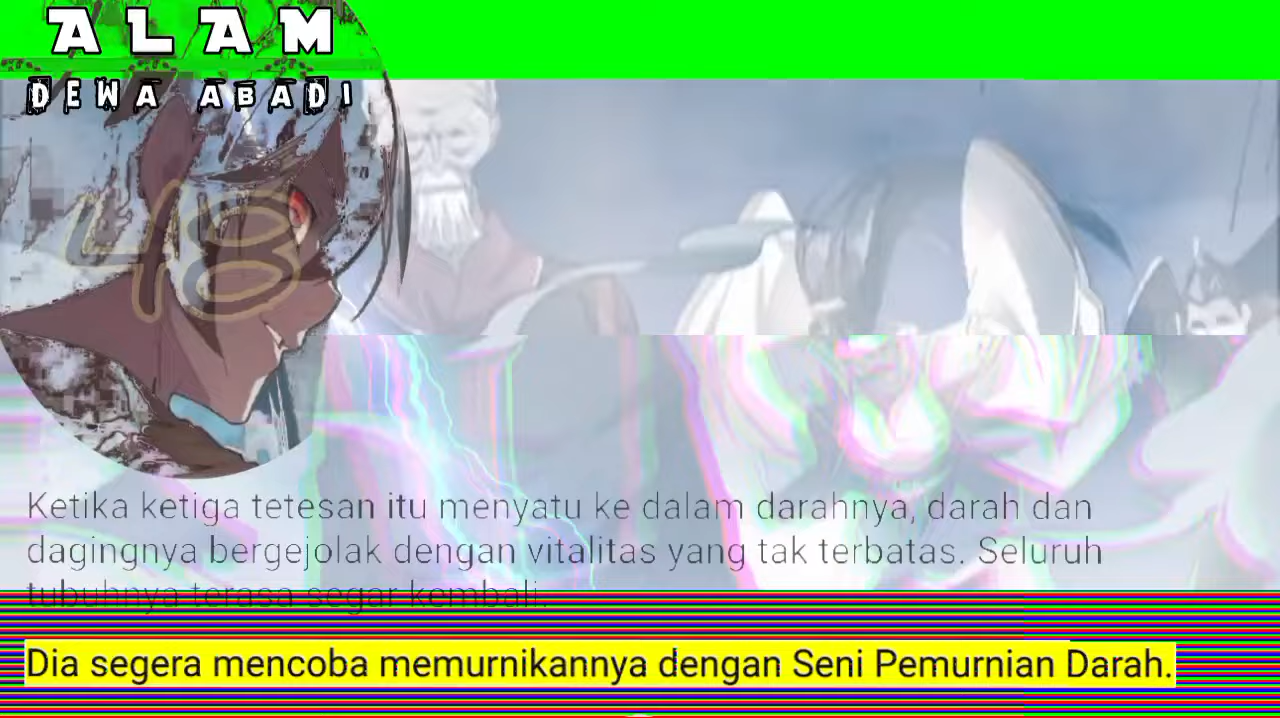 ALAM
DEWA ABADI
48
Ketika ketiga tetesan itu menyatu ke dalam darahnya, darah dan
dagingnya bergejolak dengan vitalitas yang tak terbatas. Seluruh
tubuhnya terasa segar kembali.
Dia segera mencoba memurnikannya dengan Seni Pemurnian Darah.